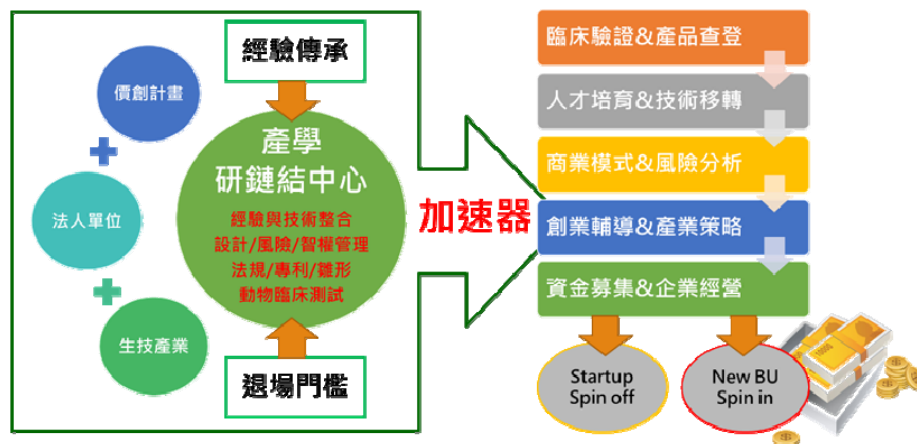 經驗傳承
價創計畫
法人單位
生技產業
產學
研鏈結中心
經驗與技術整合
設計/風險/智權管理
法規/專利/雛形
動物臨床測試
退場門檻
加速器
臨床驗證&產品查登
人才培育&技術移轉
商業模式&風險分析
創業輔導&產業策略
資金募集&企業經營
Startup
Spin off
New BU
Spin in
10000